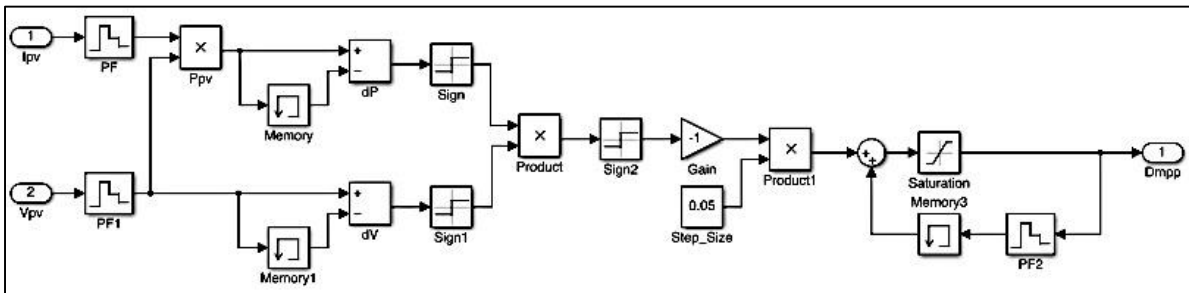 1
Ipv
PF
×
Ppv
+
−
dP
Sign
Memory
×
Product
Sign2
-1
Gain
×
Product1
+
+
Saturation
1
Dmpp
2
Vpv
PF1
+
−
dV
Sign1
Memory1
0.05
Step_Size
Memory3
PF2